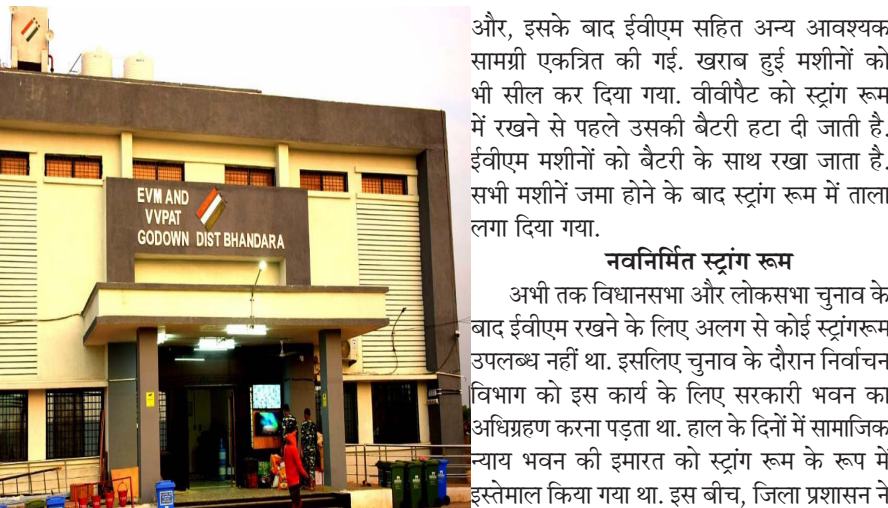 EVM AND
VVPAT
GODOWN DIST BHANDARA
और, इसके बाद ईवीएम सहित अन्य आवश्यक
सामग्री एकत्रित की गई. खराब हुई मशीनों को
भी सील कर दिया गया. वीवीपैट को स्ट्रांग रूम
में रखने से पहले उसकी बैटरी हटा दी जाती है.
ईवीएम मशीनों को बैटरी के साथ रखा जाता है.
सभी मशीनें जमा होने के बाद स्ट्रांग रूम में ताला
लगा दिया गया.
नवनिर्मित स्ट्रांग रूम
अभी तक विधानसभा और लोकसभा चुनाव के
बाद ईवीएम रखने के लिए अलग से कोई स्ट्रांगरूम
उपलब्ध नहीं था. इसलिए चुनाव के दौरान निर्वाचन
विभाग को इस कार्य के लिए सरकारी भवन का
अधिग्रहण करना पड़ता था. हाल के दिनों में सामाजिक
न्याय भवन की इमारत को स्ट्रांग रूम के रूप में
इस्तेमाल किया गया था. इस बीच, जिला प्रशासन ने